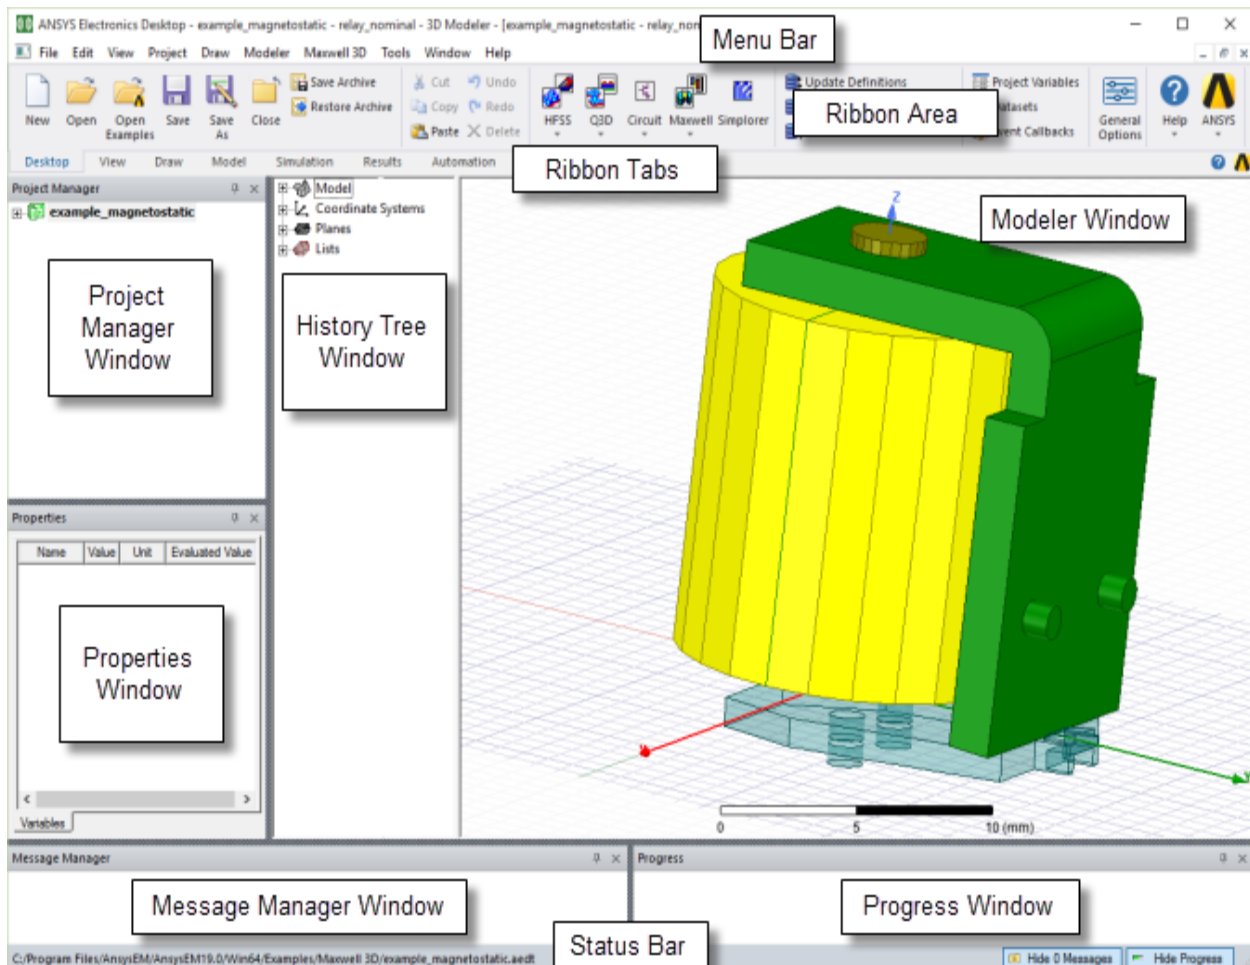 ANSYS Electronics Desktop - example_magnetostatic - relay_nominal - 3D Modeler - [example_magnetostatic - relay_nom
Menu Bar
File Edit View Project Draw Modeler Maxwell 3D Tools Window Help
New
Open
Open
Examples
Save
Save
As
Close
Save Archive
Restore Archive
Cut
Copy
Paste
Undo
Redo
Delete
HFSS
Q3D
Circuit
Maxwell
Simplorer
Update Definitions
Ribbon Area
Project Variables
Datasets
Event Callbacks
General
Options
Help
ANSYS
Desktop View Draw Model Simulation Results Automation
Ribbon Tabs
Project Manager
example_magnetostatic
Project
Manager
Window
Model
Coordinate Systems
Planes
Lists
History Tree
Window
Z
Modeler Window
Properties
Name Value Unit Evaluated Value
Properties
Window
Variables
0 5 10 (mm)
Message Manager
Message Manager Window
Progress
Progress Window
Status Bar
C:/Program Files/AnsysEM/AnsysEM19.0/Win64/Examples/Maxwell 3D/example_magnetostatic.aedt
Hide 0 Messages
Hide Progress